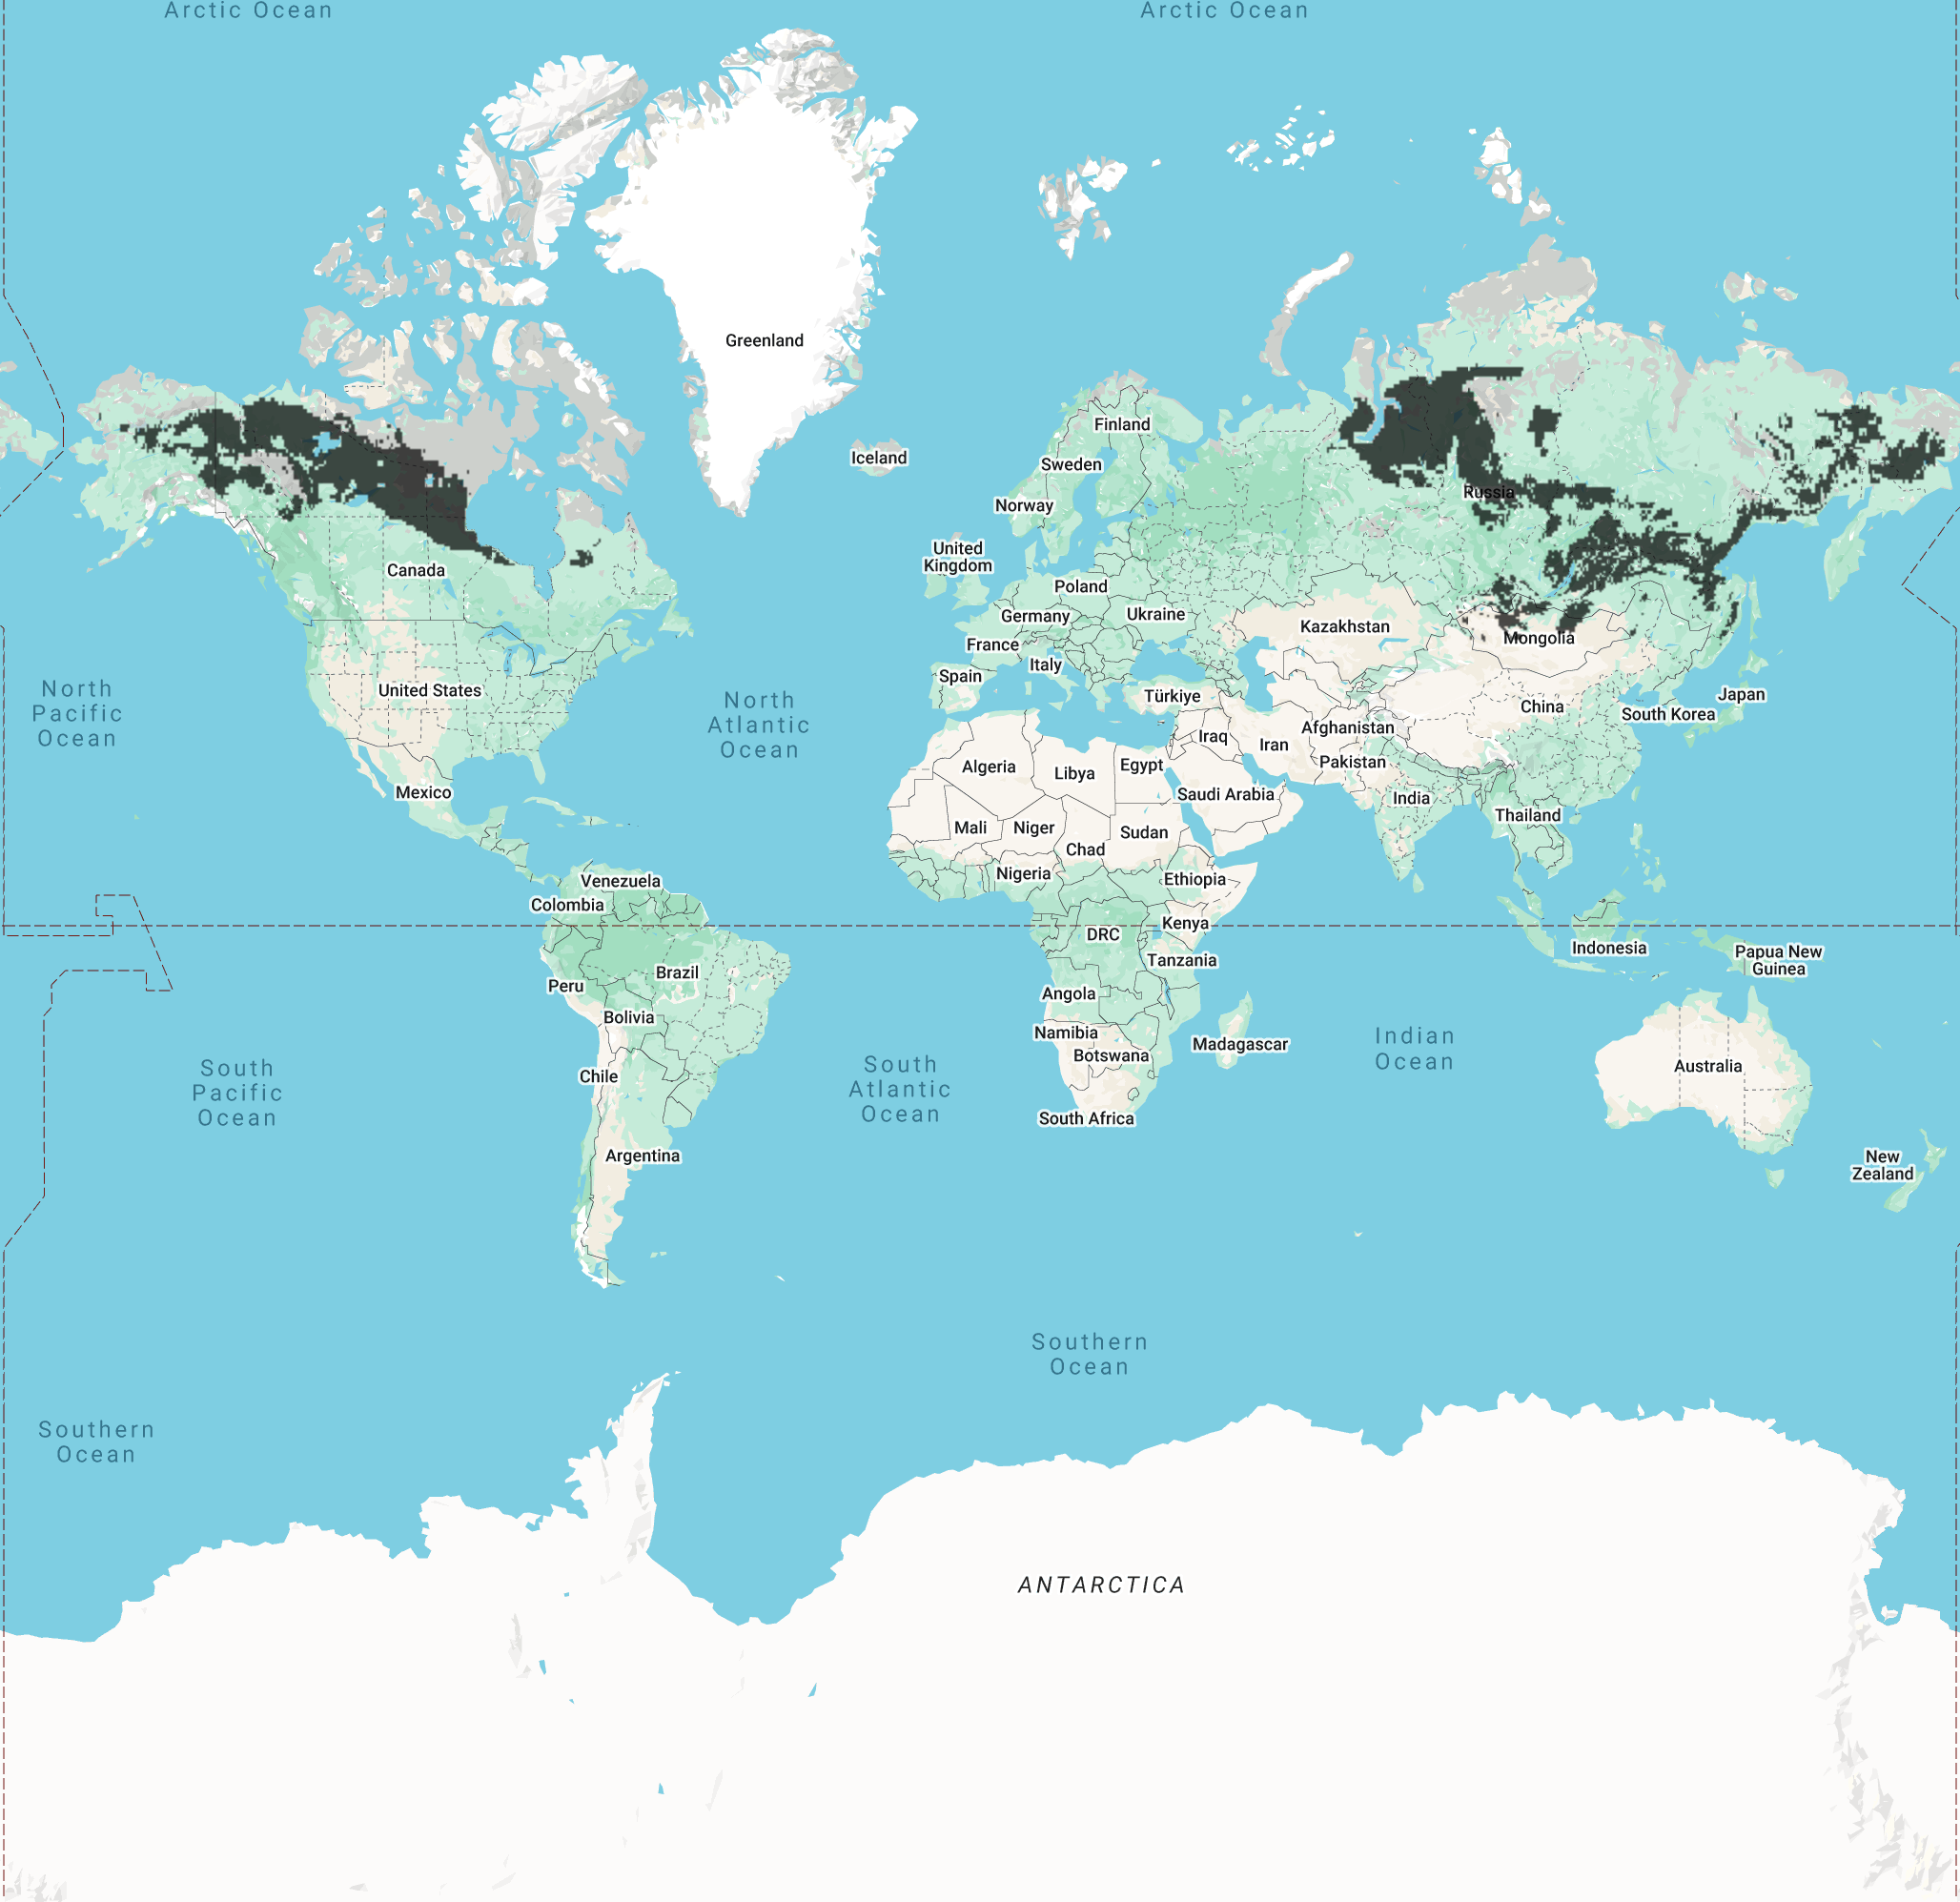 Arctic Ocean
Arctic Ocean
Greenland
Finland
Iceland
Sweden
Russia
Norway
United
Kingdom
Canada
Poland
Germany
Ukraine
Kazakhstan
Mongolia
France
Italy
Spain
United States
Türkiye
North
Pacific
Ocean
North
Atlantic
Ocean
Japan
China
South Korea
Afghanistan
Iraq
Iran
Pakistan
Algeria
Libya
Egypt
Saudi Arabia
Mexico
India
Thailand
Mali
Niger
Sudan
Chad
Nigeria
Ethiopia
Venezuela
Colombia
Kenya
DRC
Indonesia
Papua New
Guinea
Tanzania
Brazil
Peru
Angola
Bolivia
Namibia
Botswana
Madagascar
Indian
Ocean
Australia
Chile
South
Pacific
Ocean
South
Atlantic
Ocean
South Africa
Argentina
New
Zealand
Southern
Ocean
Southern
Ocean
ANTARCTICA